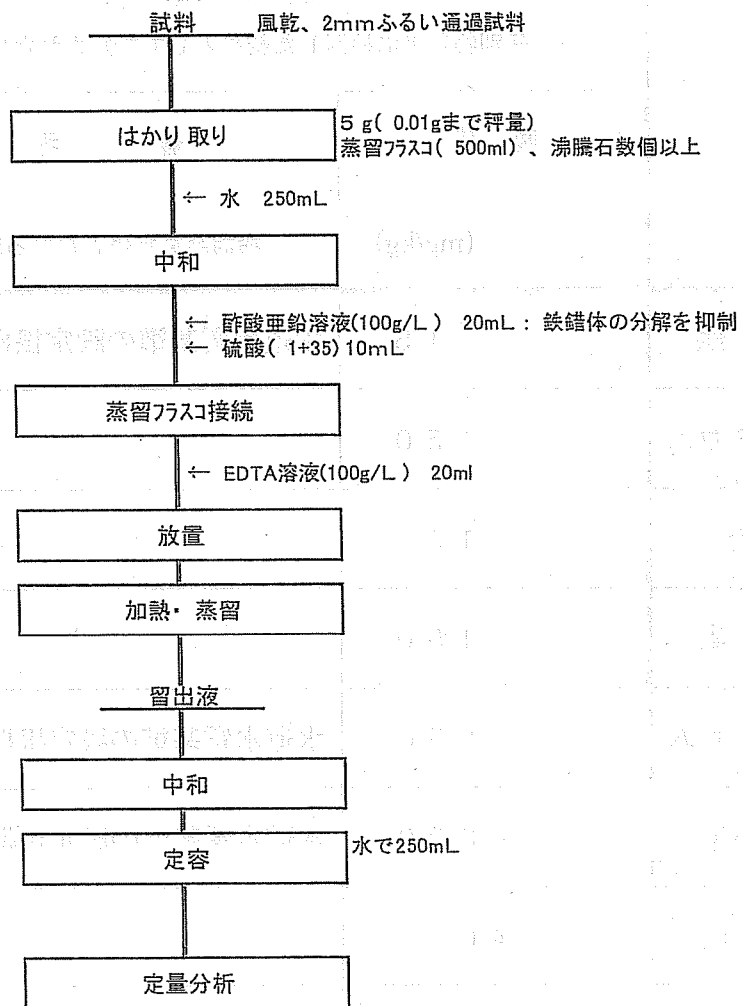 試料 風乾、2mmふるい通過試料
はかり取り
5g(0.01gまで秤量)
蒸留フラスコ(500ml)、沸騰石数個以上
← 水 250mL
中和
← 酢酸亜鉛溶液(100g/L) 20mL:鉄錯体の分解を抑制
← 硫酸(1+35)10mL
蒸留フラスコ接続
← EDTA溶液(100g/L) 20ml
放置
加熱・蒸留
留出液
中和
定容
水で250mL
定量分析